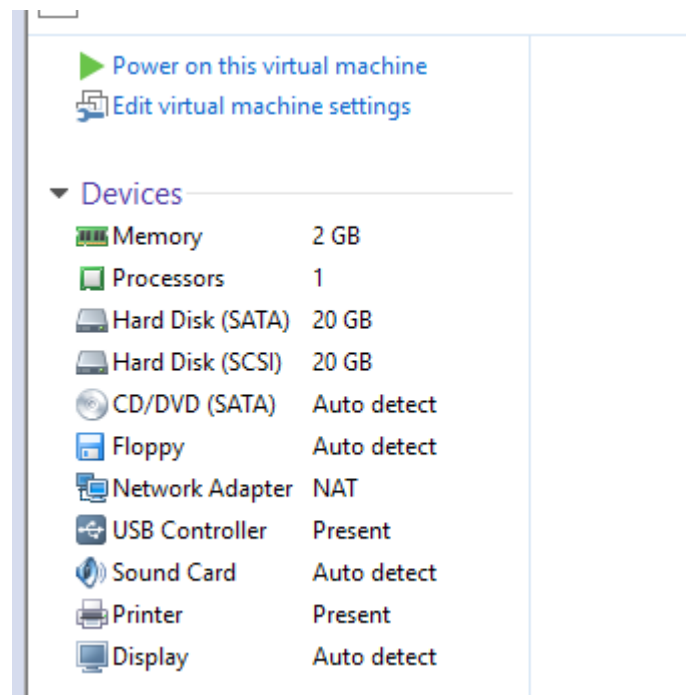 Power on this virtual machine
Edit virtual machine settings
Devices
Memory 2 GB
Processors 1
Hard Disk (SATA) 20 GB
Hard Disk (SCSI) 20 GB
CD/DVD (SATA) Auto detect
Floppy Auto detect
Network Adapter NAT
USB Controller Present
Sound Card Auto detect
Printer Present
Display Auto detect